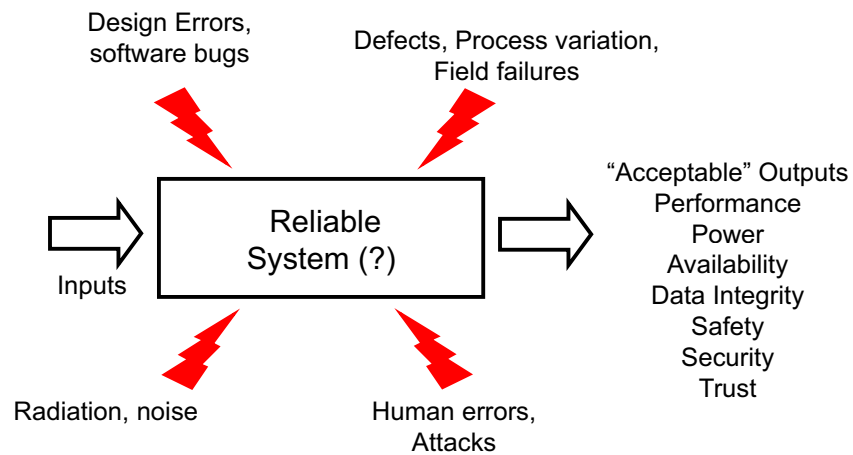 Design Errors,
software bugs
Defects, Process variation,
Field failures
Inputs
Reliable
System (?)
“Acceptable” Outputs
Performance
Power
Availability
Data Integrity
Safety
Security
Trust
Radiation, noise
Human errors,
Attacks